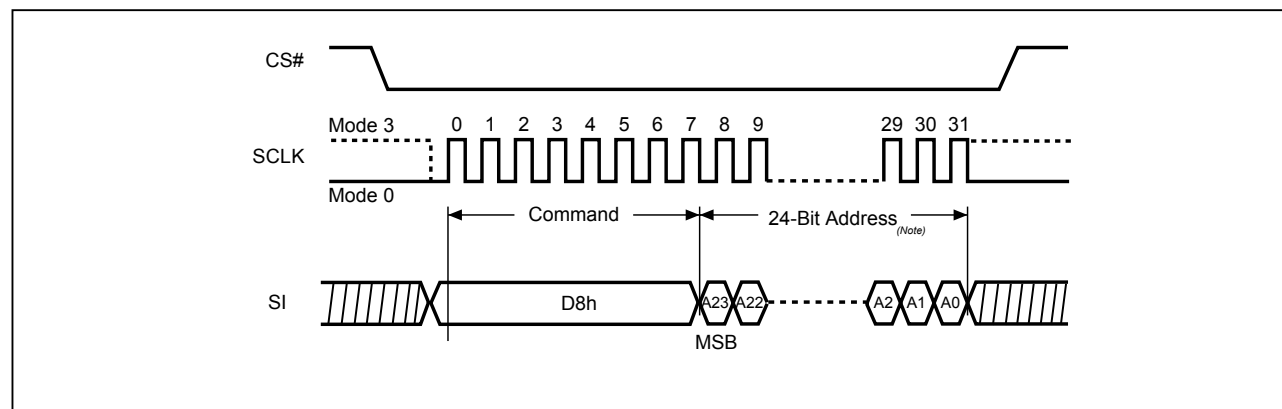 CS#
Mode 3
0 1 2 3 4 5 6 7 8 9 29 30 31
SCLK
Mode 0
Command
24-Bit Address (Note)
SI
D8h
A23 A22 A2 A1 A0
MSB